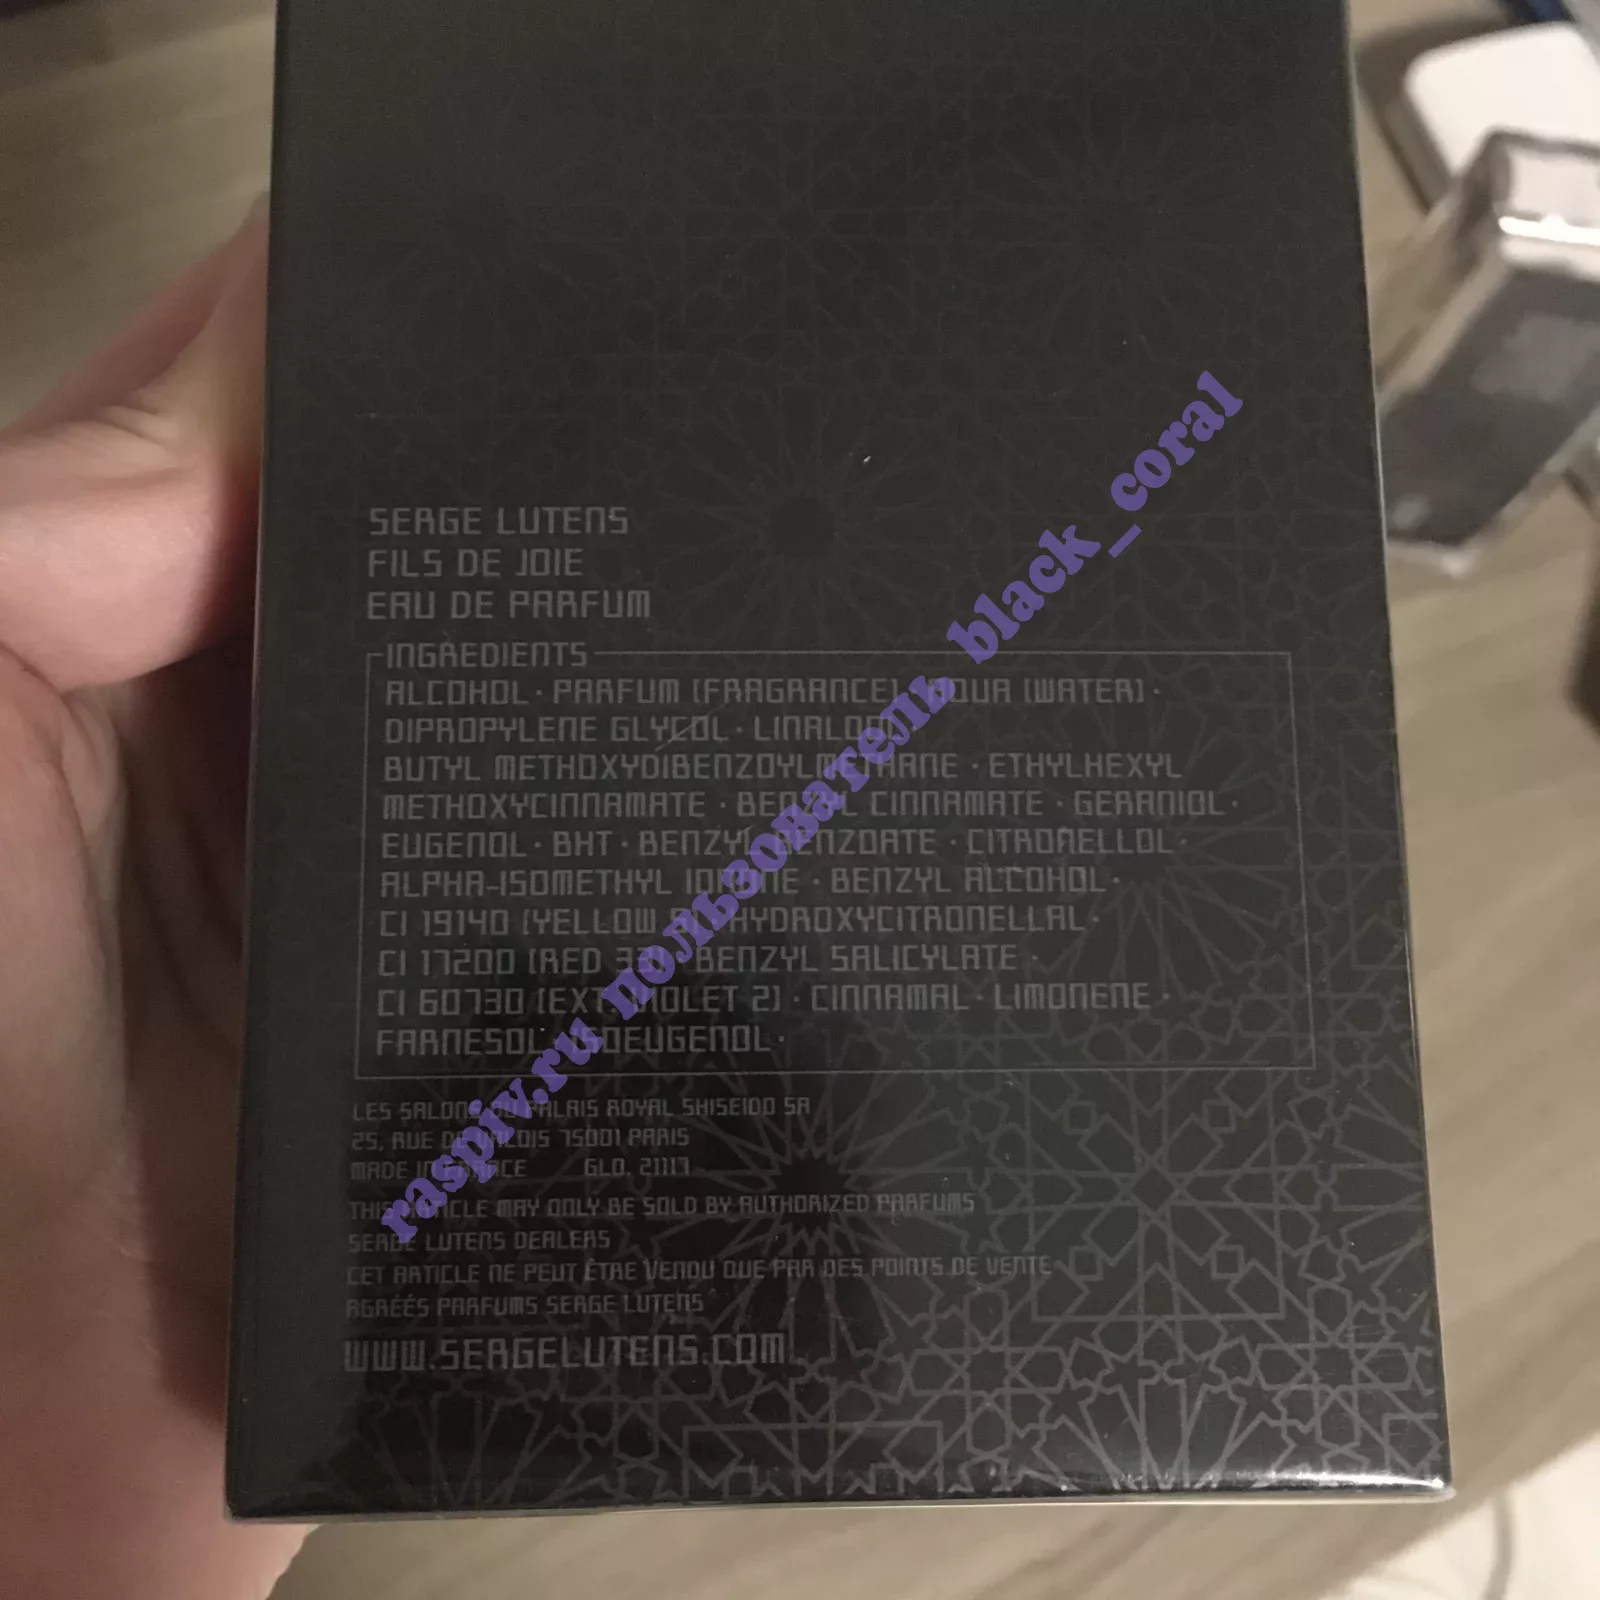 SERGE LUTENS
FILS DE JOIE
EAU DE PARFUM
INGREDIENTS
ALCOHOL · PARFUM (FRAGRANCE) · (WATER) ·
DIPROPYLENE GLYCOL · LINALOOL
BUTYL METHOXYDIBENZOYLMETHANE · ETHYLHEXYL
METHOXYCINNAMATE · BENZYL CINNAMATE · GERANIOL ·
EUGENOL · BHT · BENZYL BENZOATE · CITRONELLOL ·
ALPHA-ISOMETHYL IONONE · BENZYL ALCOHOL ·
CI 19140 (YELLOW · HYDROXYCITRONELLAL ·
CI 17200 (RED 33) · BENZYL SALICYLATE ·
CI 60730 (EXT. VIOLET 2) · CINNAMAL · LIMONENE ·
FARNESOL · ISOEUGENOL ·
LES SALONS DU PALAIS ROYAL SHISEIDO SA
25, RUE DE VALOIS 75001 PARIS
MADE IN FRANCE GLO. 21117
THIS ARTICLE MAY ONLY BE SOLD BY AUTHORIZED PARFUMS
SERGE LUTENS DEALERS
CET ARTICLE NE PEUT ÊTRE VENDU QUE PAR DES POINTS DE VENTE
AGRÉÉS PARFUMS SERGE LUTENS
WWW.SERGELUTENS.COM
raspiv.ru пользователь black_coral